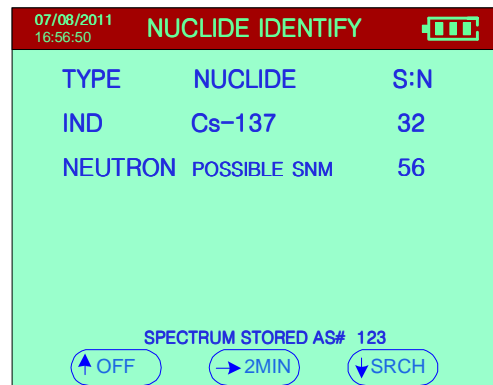 07/08/2011 NUCLIDE IDENTIFY
16:56:50
TYPE NUCLIDE S:N
IND Cs-137 32
NEUTRON POSSIBLE SNM 56
SPECTRUM STORED AS# 123
OFF 2MIN SRCH